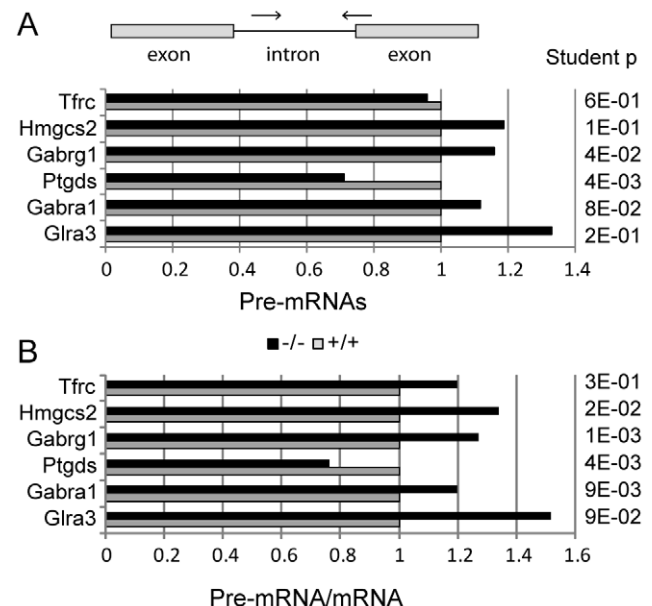 A
exon intron exon
Student p
Tfrc 6E-01
Hmgcs2 1E-01
Gabrg1 4E-02
Ptgds 4E-03
Gabra1 8E-02
Glra3 2E-01
0 0.2 0.4 0.6 0.8 1 1.2 1.4
Pre-mRNAs
-/- +/+
B
Tfrc 3E-01
Hmgcs2 2E-02
Gabrg1 1E-03
Ptgds 4E-03
Gabra1 9E-03
Glra3 9E-02
0 0.2 0.4 0.6 0.8 1 1.2 1.4 1.6
Pre-mRNA/mRNA